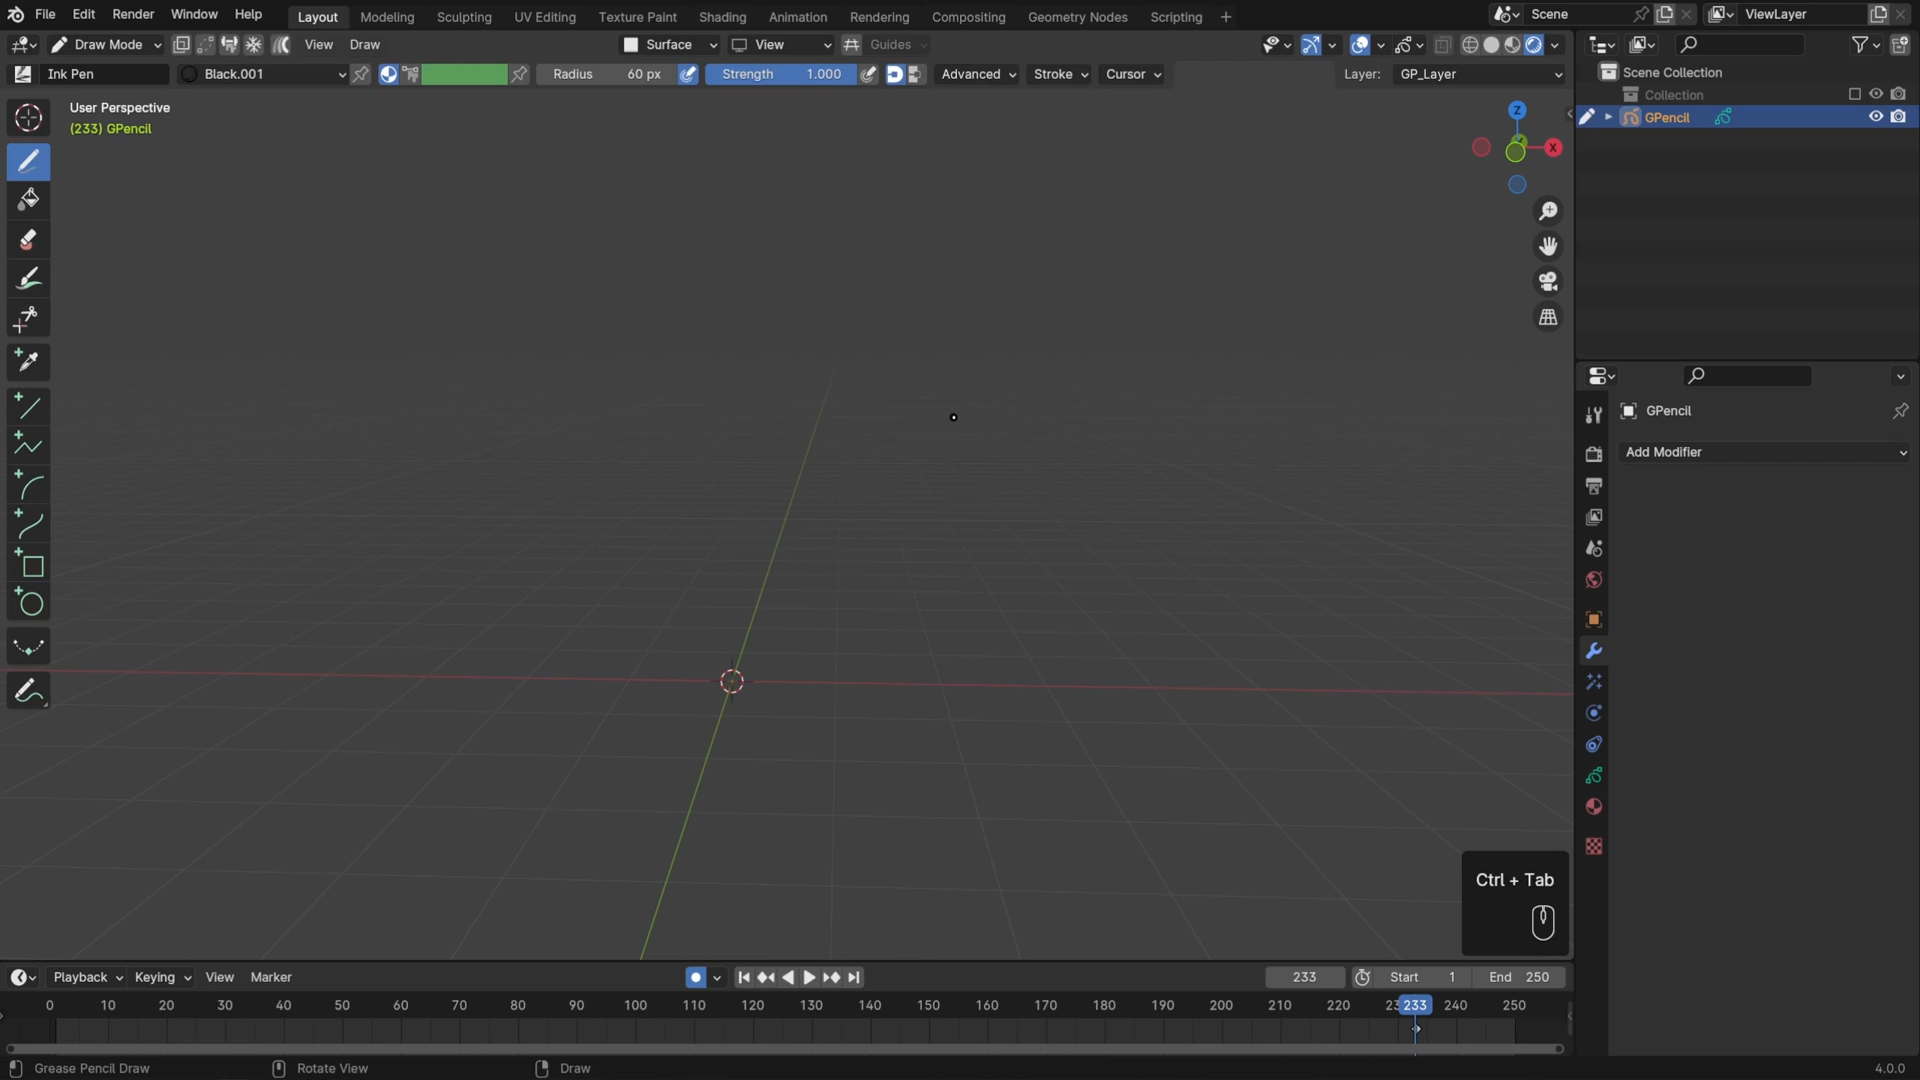 File Edit Render Window Help Layout Modeling Sculpting UV Editing Texture Paint Shading Animation Rendering Compositing Geometry Nodes Scripting + Scene ViewLayer
Draw Mode View Draw Surface View Guides
Ink Pen Black.001 Radius 60 px Strength 1.000 Advanced Stroke Cursor Layer: GP_Layer
User Perspective
(233) GPencil
Z
X
Scene Collection
Collection
GPencil
GPencil
Add Modifier
Ctrl + Tab
Playback Keying View Marker 233 Start 1 End 250
0 10 20 30 40 50 60 70 80 90 100 110 120 130 140 150 160 170 180 190 200 210 220 233 240 250
Grease Pencil Draw Rotate View Draw 4.0.0